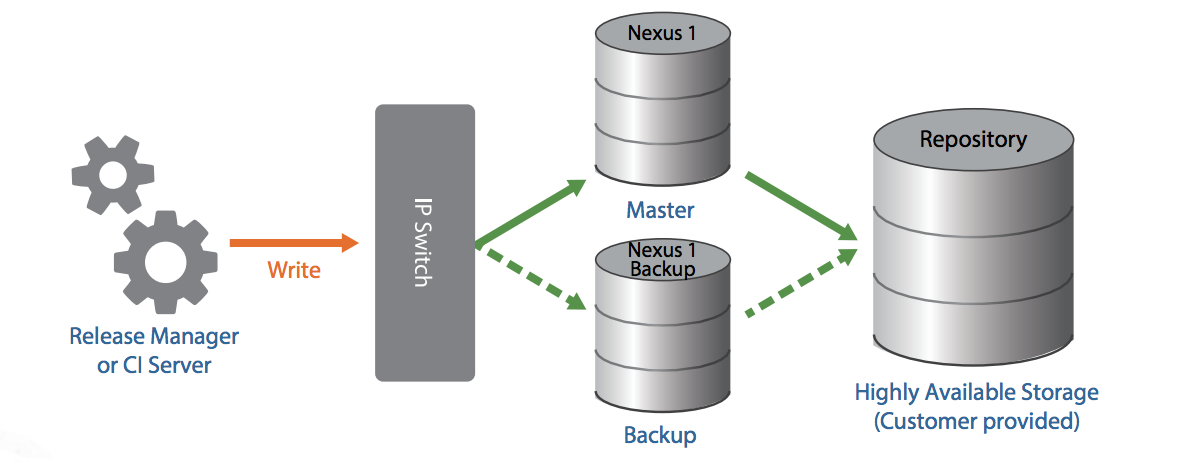 Nexus 1
Repository
Master
IP Switch
Write
Nexus 1
Backup
Release Manager
or CI Server
Highly Available Storage
(Customer provided)
Backup